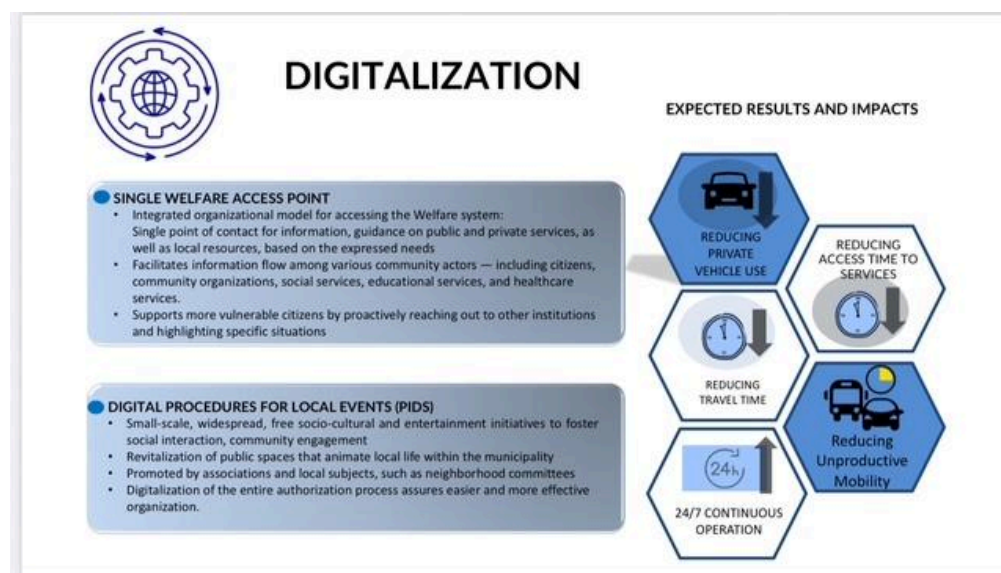 DIGITALIZATION
SINGLE WELFARE ACCESS POINT
• Integrated organizational model for accessing the Welfare system:
Single point of contact for information, guidance on public and private services, as
well as local resources, based on the expressed needs
• Facilitates information flow among various community actors — including citizens,
community organizations, social services, educational services, and healthcare
services.
• Supports more vulnerable citizens by proactively reaching out to other institutions
and highlighting specific situations
DIGITAL PROCEDURES FOR LOCAL EVENTS (PIDS)
• Small-scale, widespread, free socio-cultural and entertainment initiatives to foster
social interaction, community engagement
• Revitalization of public spaces that animate local life within the municipality
• Promoted by associations and local subjects, such as neighborhood committees
• Digitalization of the entire authorization process assures easier and more effective
organization.
EXPECTED RESULTS AND IMPACTS
REDUCING
PRIVATE
VEHICLE USE
REDUCING
ACCESS TIME TO
SERVICES
REDUCING
TRAVEL TIME
Reducing
Unproductive
Mobility
24h
24/7 CONTINUOUS
OPERATION